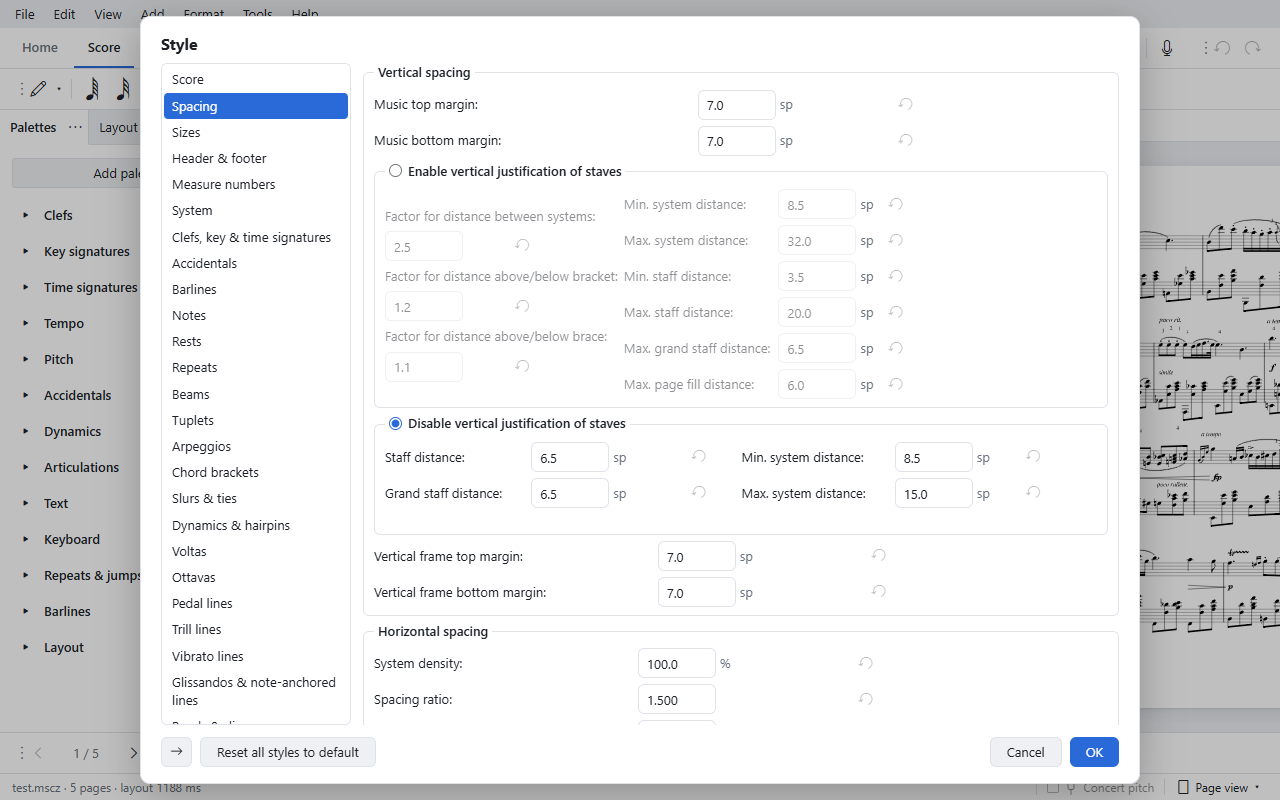 File Edit View Add Format Tools Help
Home Score
Style
Palettes ··· Layout
Add pale
Clefs
Key signatures
Time signatures
Tempo
Pitch
Accidentals
Dynamics
Articulations
Text
Keyboard
Repeats & jumps
Barlines
Layout
1 / 5
Score
Spacing
Sizes
Header & footer
Measure numbers
System
Clefs, key & time signatures
Accidentals
Barlines
Notes
Rests
Repeats
Beams
Tuplets
Arpeggios
Chord brackets
Slurs & ties
Dynamics & hairpins
Voltas
Ottavas
Pedal lines
Trill lines
Vibrato lines
Glissandos & note-anchored
lines
Vertical spacing
Music top margin: 7.0 sp
Music bottom margin: 7.0 sp
Enable vertical justification of staves
Factor for distance between systems:
2.5
Factor for distance above/below bracket:
1.2
Factor for distance above/below brace:
1.1
Min. system distance: 8.5 sp
Max. system distance: 32.0 sp
Min. staff distance: 3.5 sp
Max. staff distance: 20.0 sp
Max. grand staff distance: 6.5 sp
Max. page fill distance: 6.0 sp
Disable vertical justification of staves
Staff distance: 6.5 sp Min. system distance: 8.5 sp
Grand staff distance: 6.5 sp Max. system distance: 15.0 sp
Vertical frame top margin: 7.0 sp
Vertical frame bottom margin: 7.0 sp
Horizontal spacing
System density: 100.0 %
Spacing ratio: 1.500
Reset all styles to default Cancel OK
paco rit.
simile
a tempo
paco rallent.
test.mscz · 5 pages · layout 1188 ms Concert pitch Page view